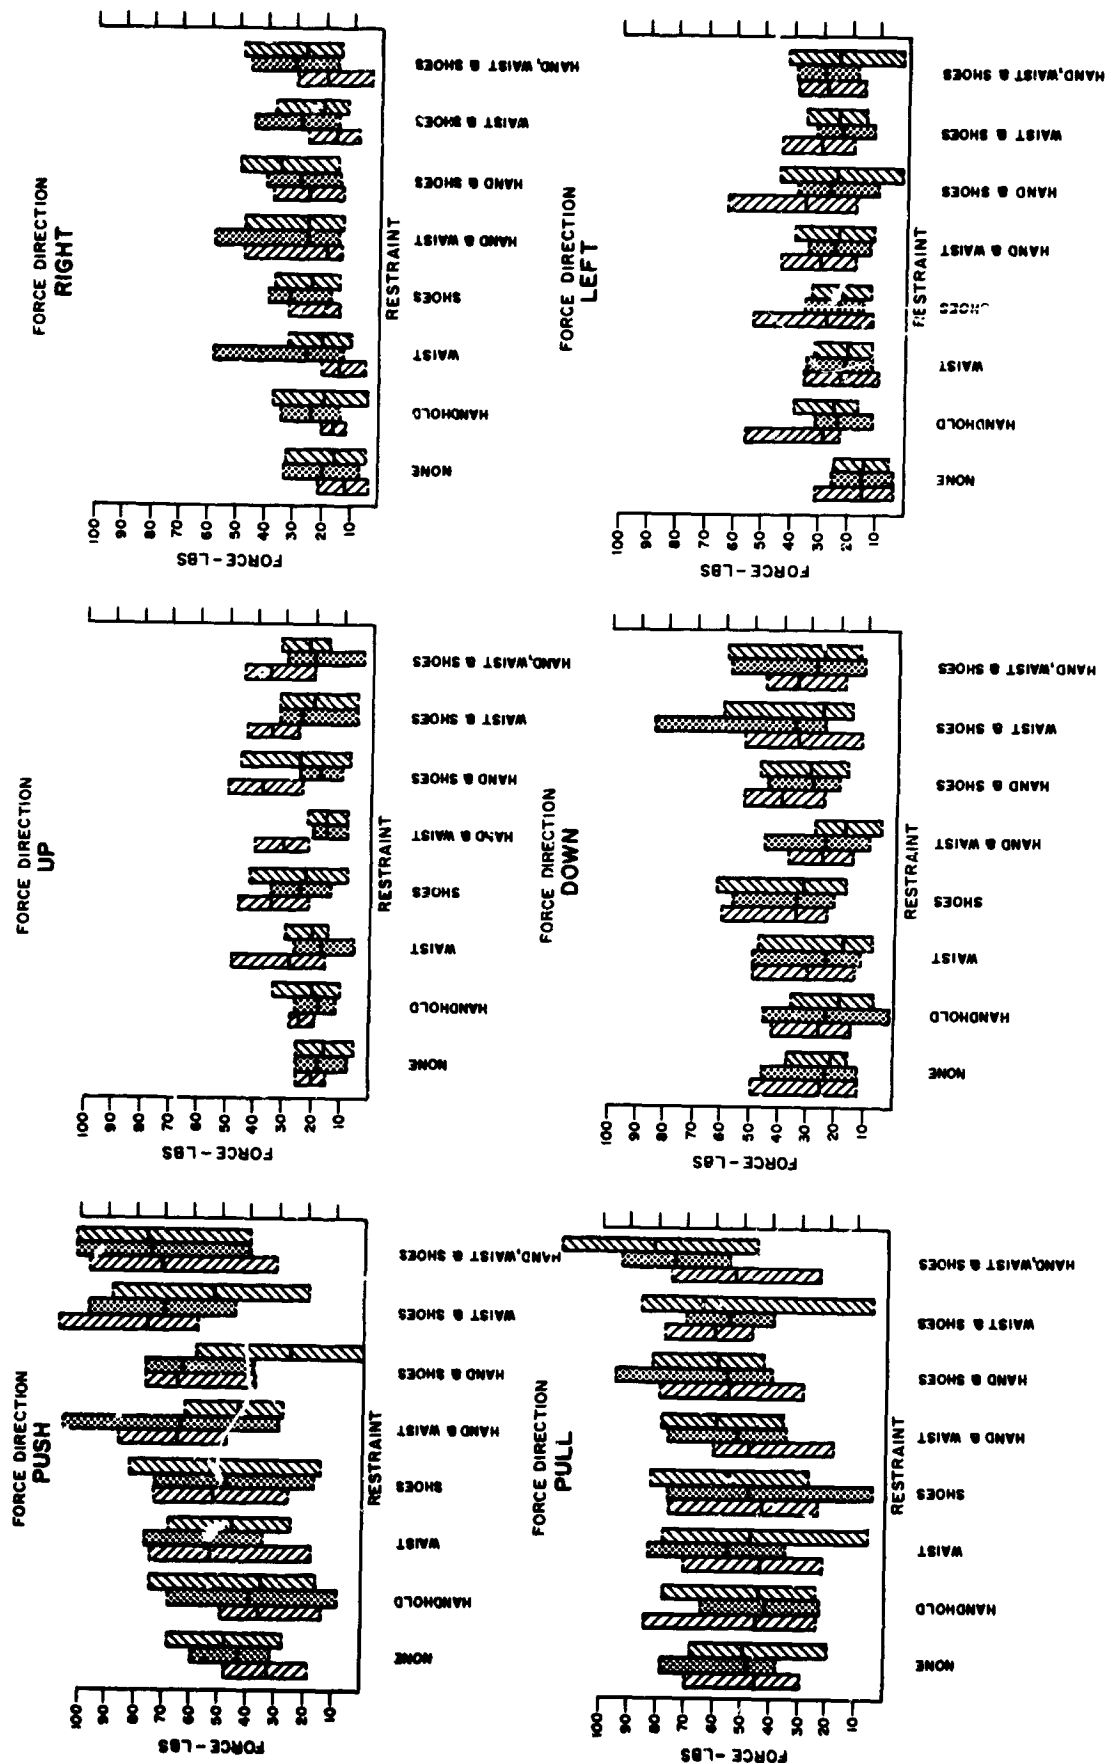 FORCE DIRECTION
PUSH
FORCE-LBS
100
90
80
70
60
50
40
30
20
10
NONE
HANDHOLD
WAIST
SHOES
HAND & WAIST
HAND & SHOES
WAIST & SHOES
HAND,WAIST & SHOES
RESTRAINT
FORCE DIRECTION
UP
FORCE-LBS
100
90
80
70
60
50
40
30
20
10
NONE
HANDHOLD
WAIST
SHOES
HAND & WAIST
HAND & SHOES
WAIST & SHOES
HAND,WAIST & SHOES
RESTRAINT
FORCE DIRECTION
RIGHT
FORCE-LBS
100
90
80
70
60
50
40
30
20
10
NONE
HANDHOLD
WAIST
SHOES
HAND & WAIST
HAND & SHOES
WAIST & SHOES
HAND,WAIST & SHOES
RESTRAINT
FORCE DIRECTION
PULL
FORCE-LBS
100
90
80
70
60
50
40
30
20
10
NONE
HANDHOLD
WAIST
SHOES
HAND & WAIST
HAND & SHOES
WAIST & SHOES
HAND,WAIST & SHOES
RESTRAINT
FORCE DIRECTION
DOWN
FORCE-LBS
100
90
80
70
60
50
40
30
20
10
NONE
HANDHOLD
WAIST
SHOES
HAND & WAIST
HAND & SHOES
WAIST & SHOES
HAND,WAIST & SHOES
RESTRAINT
FORCE DIRECTION
LEFT
FORCE-LBS
100
90
80
70
60
50
40
30
20
10
NONE
HANDHOLD
WAIST
SHOES
HAND & WAIST
HAND & SHOES
WAIST & SHOES
HAND,WAIST & SHOES
RESTRAINT